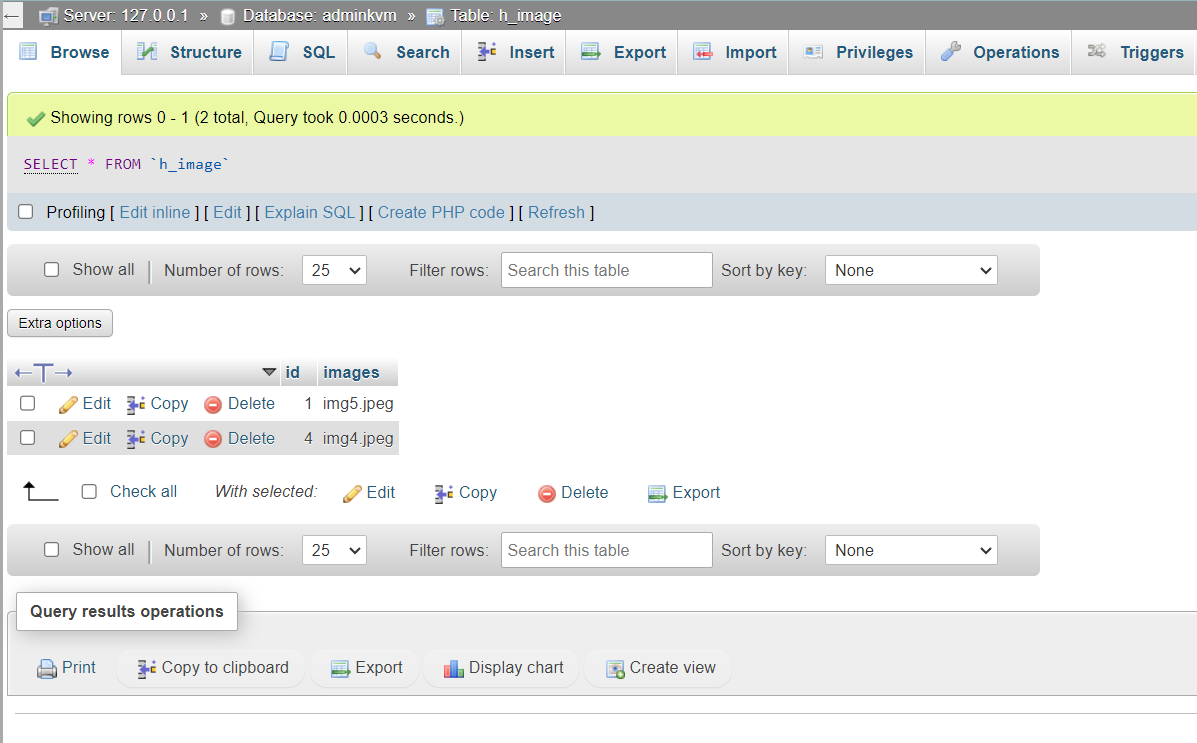 Server: 127.0.0.1 » Database: adminkvm » Table: h_image
Browse Structure SQL Search Insert Export Import Privileges Operations Triggers
Showing rows 0 - 1 (2 total, Query took 0.0003 seconds.)
SELECT * FROM `h_image`
Profiling [ Edit inline ] [ Edit ] [ Explain SQL ] [ Create PHP code ] [ Refresh ]
Show all Number of rows: 25 Filter rows: Search this table Sort by key: None
Extra options
←T→ id images
Edit Copy Delete 1 img5.jpeg
Edit Copy Delete 4 img4.jpeg
Check all With selected: Edit Copy Delete Export
Show all Number of rows: 25 Filter rows: Search this table Sort by key: None
Query results operations
Print Copy to clipboard Export Display chart Create view